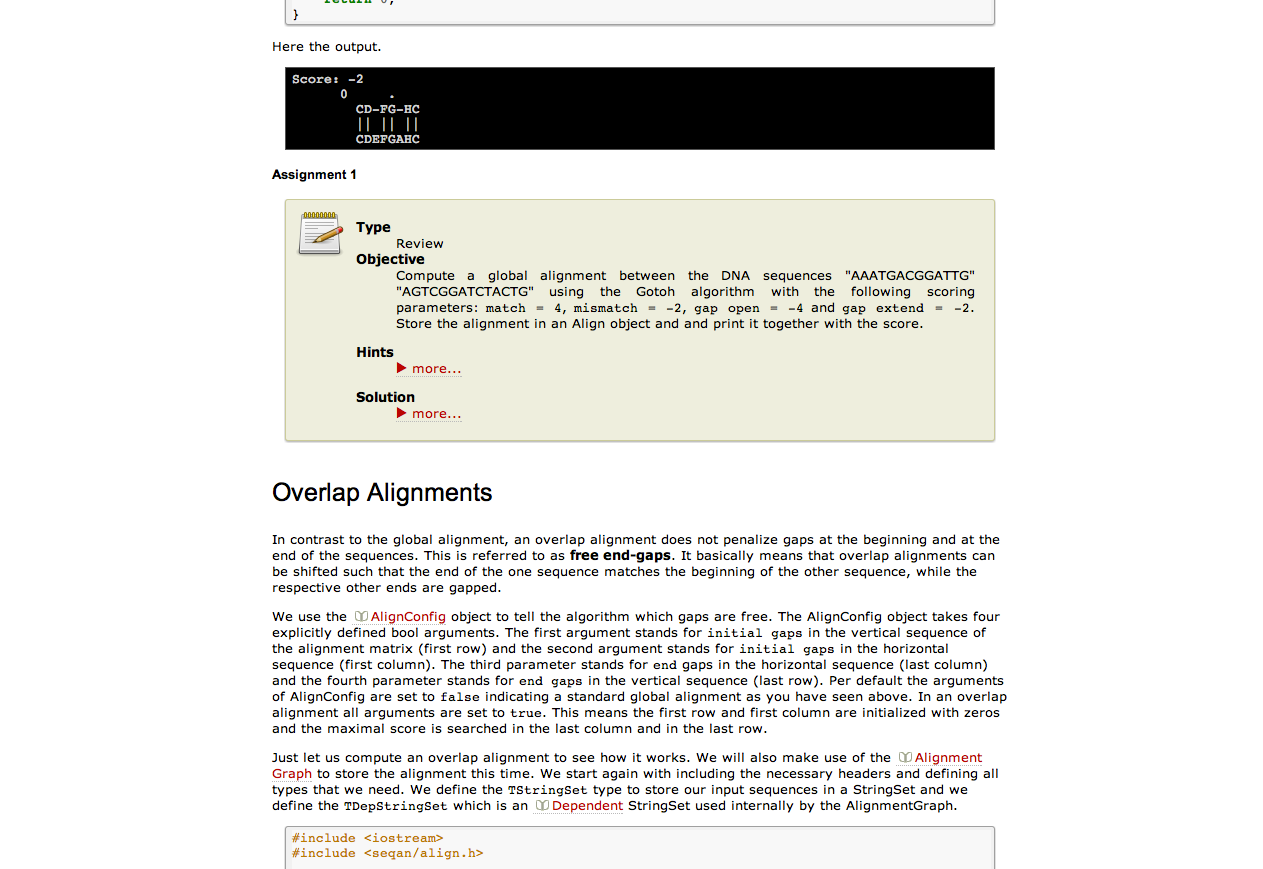 return 0;
}
Here the output.
Score: -2
0 .
CD-FG-HC
|| || ||
CDEFGAHC
Assignment 1
Type
Review
Objective
Compute a global alignment between the DNA sequences "AAATGACGGATTG"
"AGTCGGATCTACTG" using the Gotoh algorithm with the following scoring
parameters: match = 4, mismatch = -2, gap open = -4 and gap extend = -2.
Store the alignment in an Align object and and print it together with the score.
Hints
more...
Solution
more...
Overlap Alignments
In contrast to the global alignment, an overlap alignment does not penalize gaps at the beginning and at the
end of the sequences. This is referred to as free end-gaps. It basically means that overlap alignments can
be shifted such that the end of the one sequence matches the beginning of the other sequence, while the
respective other ends are gapped.
We use the AlignConfig object to tell the algorithm which gaps are free. The AlignConfig object takes four
explicitly defined bool arguments. The first argument stands for initial gaps in the vertical sequence of
the alignment matrix (first row) and the second argument stands for initial gaps in the horizontal
sequence (first column). The third parameter stands for end gaps in the horizontal sequence (last column)
and the fourth parameter stands for end gaps in the vertical sequence (last row). Per default the arguments
of AlignConfig are set to false indicating a standard global alignment as you have seen above. In an overlap
alignment all arguments are set to true. This means the first row and first column are initialized with zeros
and the maximal score is searched in the last column and in the last row.
Just let us compute an overlap alignment to see how it works. We will also make use of the Alignment
Graph to store the alignment this time. We start again with including the necessary headers and defining all
types that we need. We define the TStringSet type to store our input sequences in a StringSet and we
define the TDepStringSet which is an Dependent StringSet used internally by the AlignmentGraph.
#include <iostream>
#include <seqan/align.h>